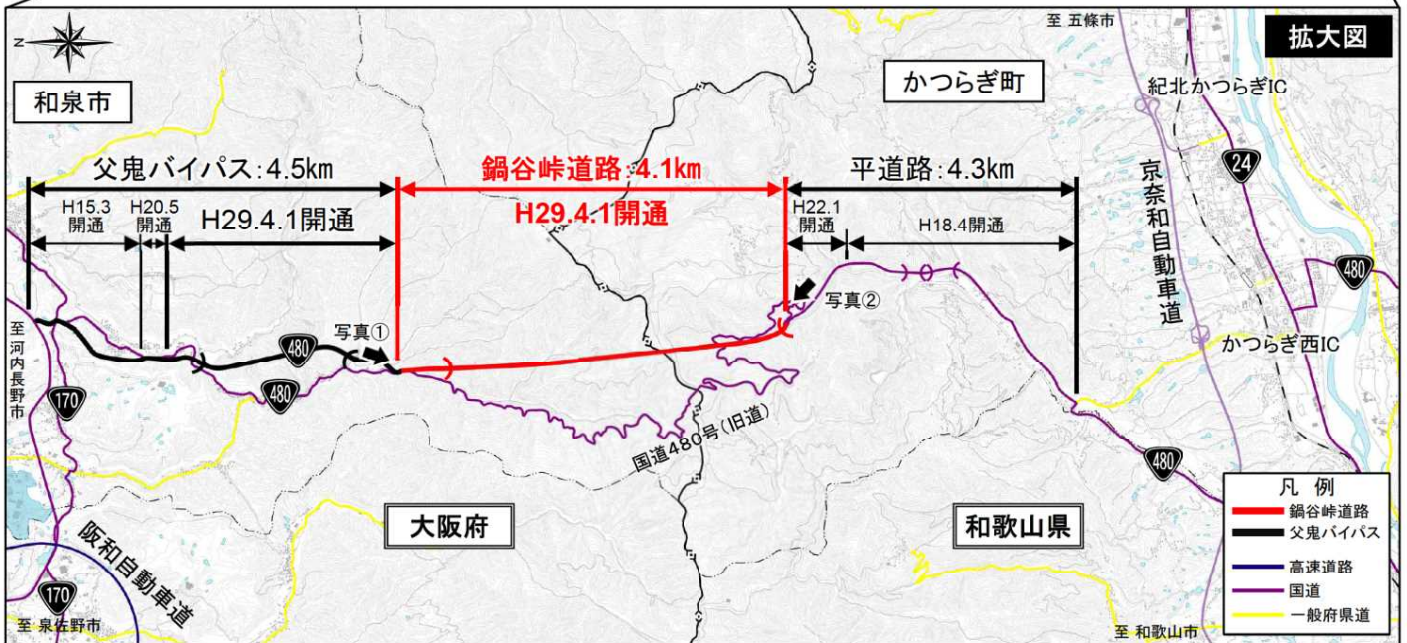 拡大図
N
和泉市
かつらぎ町
至 五條市
紀北かつらぎIC
24
京奈和自動車道
父鬼バイパス:4.5km
鍋谷峠道路:4.1km
平道路:4.3km
H15.3
開通
H20.5
開通
H29.4.1開通
H29.4.1開通
H22.1
開通
H18.4開通
480
写真①
写真②
至 河内長野市
170
480
480
かつらぎ西IC
国道480号(旧道)
480
大阪府
和歌山県
阪和自動車道
170
至 泉佐野市
至 和歌山市
凡 例
鍋谷峠道路
父鬼バイパス
高速道路
国道
一般府県道